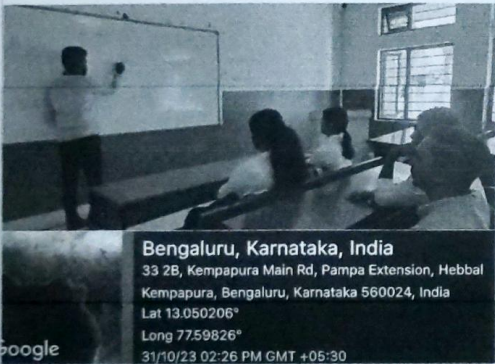 Bengaluru, Karnataka, India
33 2B, Kempapura Main Rd, Pampa Extension, Hebbal
Kempapura, Bengaluru, Karnataka 560024, India
Lat 13.050206°
Long 77.59826°
31/10/23 02:26 PM GMT +05:30
Google